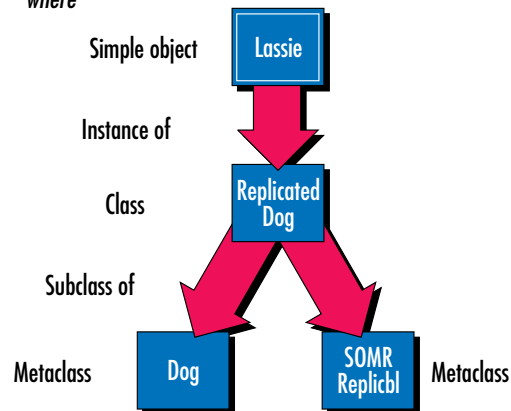 where
Simple object
Lassie
Instance of
Class
Replicated
Dog
Subclass of
Metaclass
Dog
SOMR
Replicbl
Metaclass